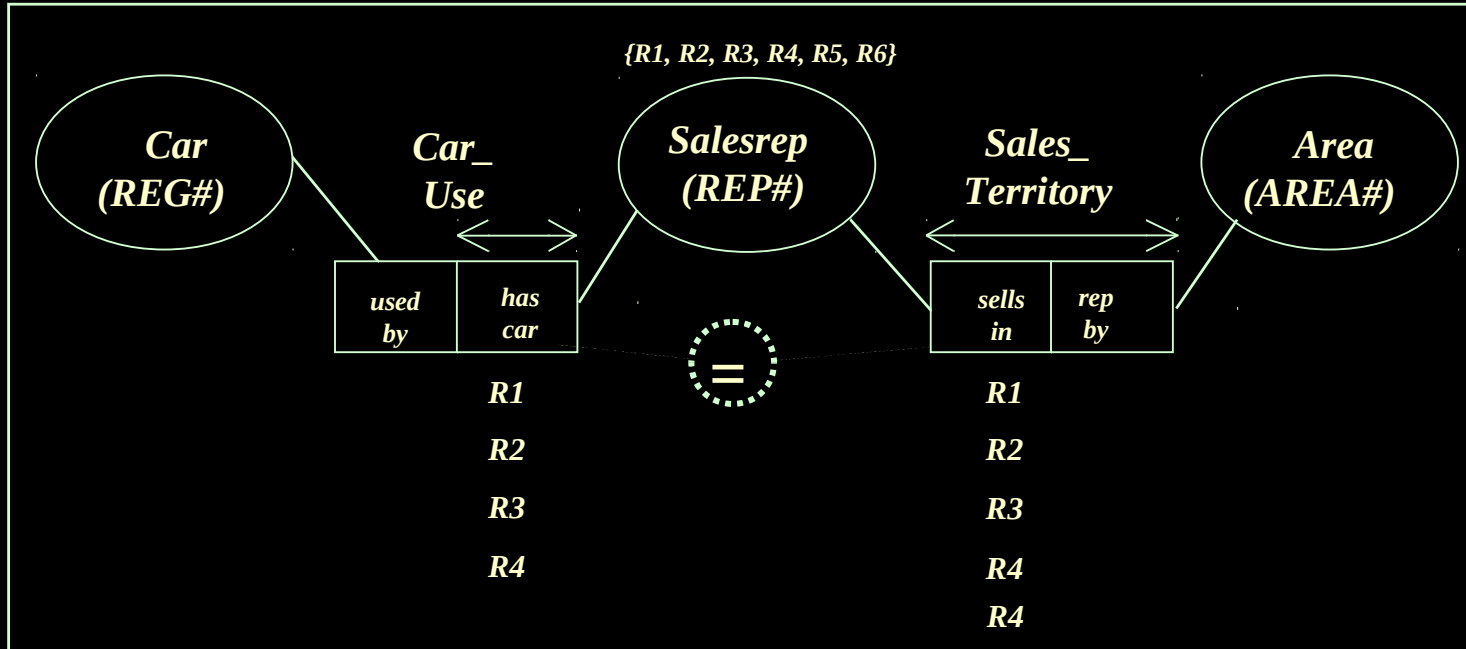 {R1, R2, R3, R4, R5, R6}
Car
(REG#)
Car_
Use
Salesrep
(REP#)
Sales_
Territory
Area
(AREA#)
used
by
has
car
=
sells
in
rep
by
R1
R2
R3
R4
R1
R2
R3
R4
R4